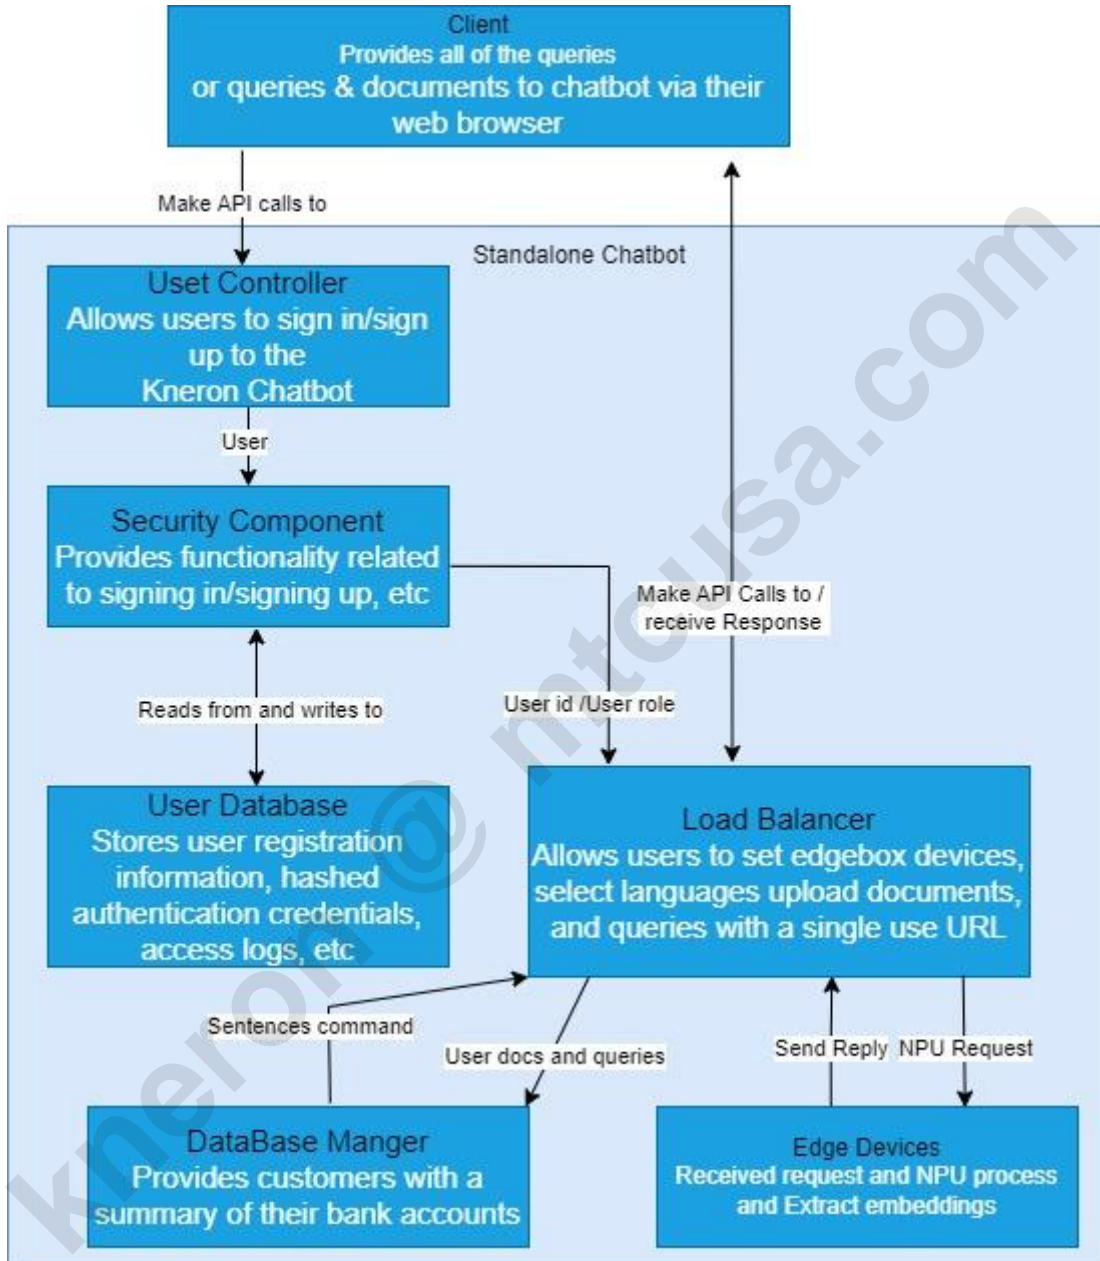 Client
Provides all of the queries
or queries & documents to chatbot via their
web browser
Make API calls to
Standalone Chatbot
Uset Controller
Allows users to sign in/sign
up to the
Kneron Chatbot
User
Security Component
Provides functionality related
to signing in/signing up, etc
Make API Calls to /
receive Response
Reads from and writes to
User id /User role
User Database
Stores user registration
information, hashed
authentication credentials,
access logs, etc
Load Balancer
Allows users to set edgebox devices,
select languages upload documents,
and queries with a single use URL
Sentences command
User docs and queries
Send Reply
NPU Request
DataBase Manger
Provides customers with a
summary of their bank accounts
Edge Devices
Received request and NPU process
and Extract embeddings
kneron @ mtcusa.com